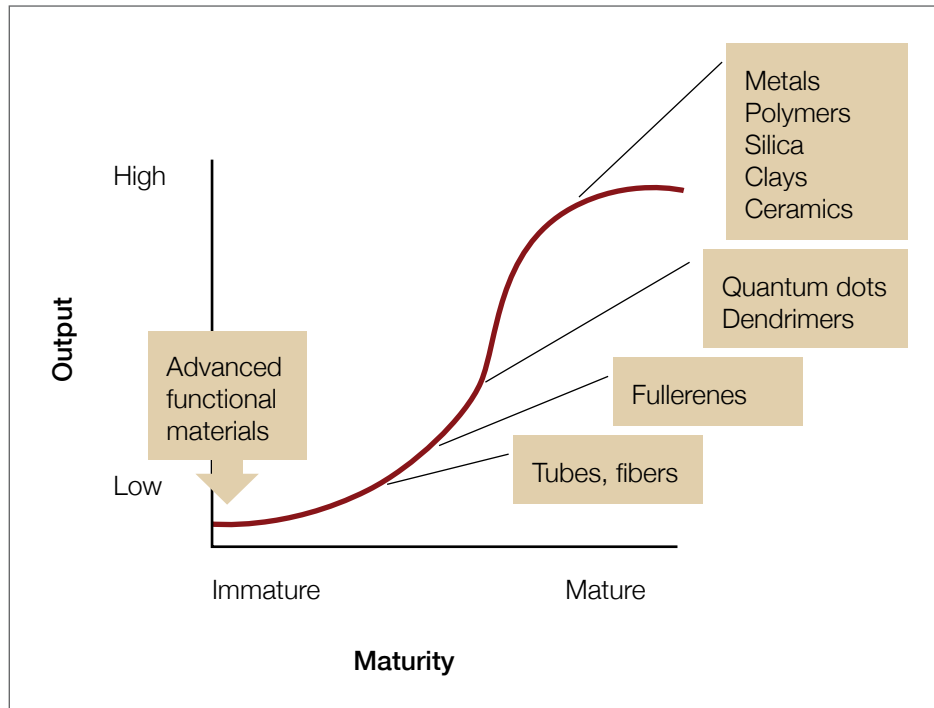 Metals
Polymers
Silica
Clays
Ceramics
High
Quantum dots
Dendrimers
Output
Advanced
functional
materials
Fullerenes
Tubes, fibers
Low
Immature
Mature
Maturity